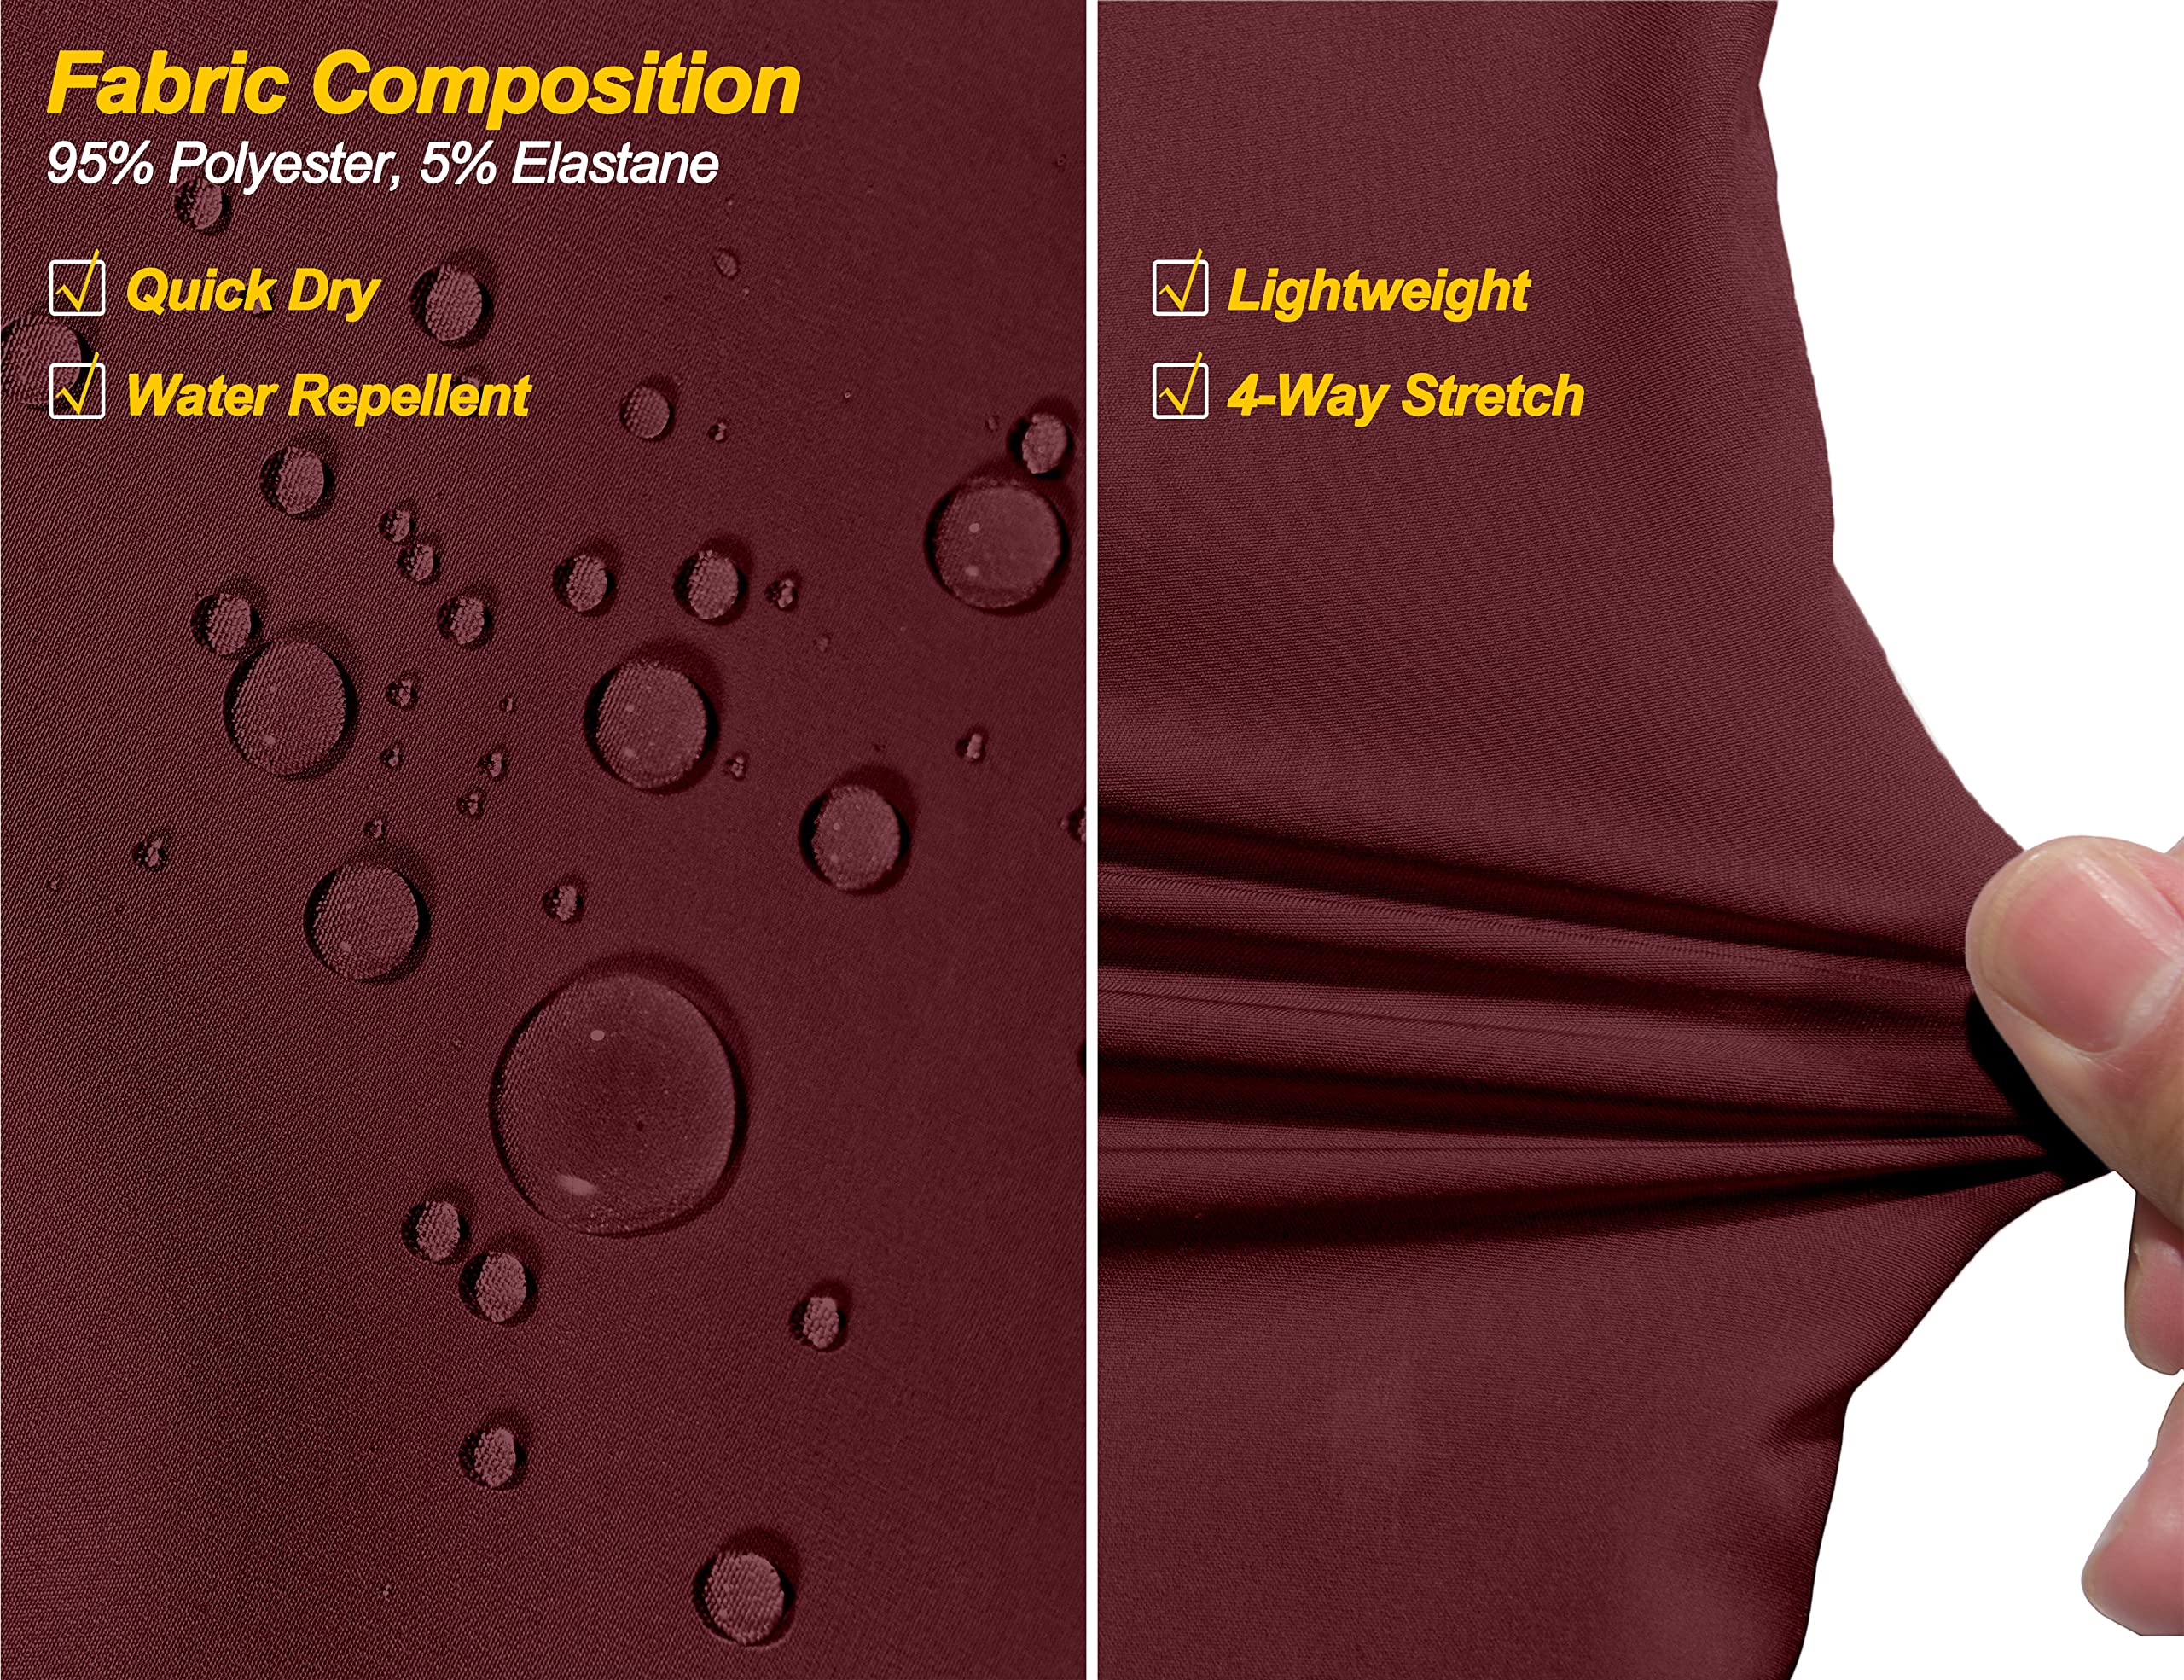 Fabric Composition
95% Polyester, 5% Elastane
Quick Dry
Water Repellent
Lightweight
4-Way Stretch